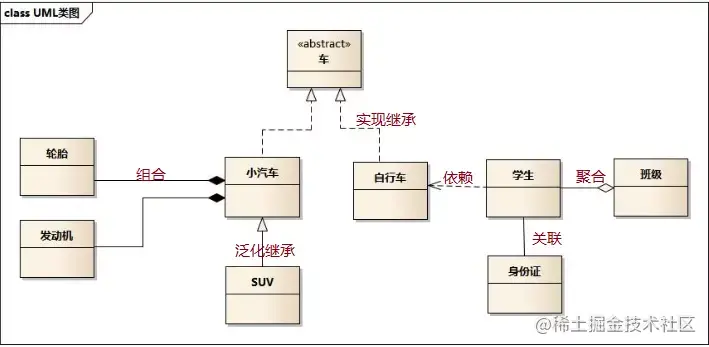 class UML类图
«abstract»
车
实现继承
轮胎
组合
小汽车
自行车
依赖
学生
聚合
班级
发动机
泛化继承
关联
SUV
身份证
@稀土掘金技术社区